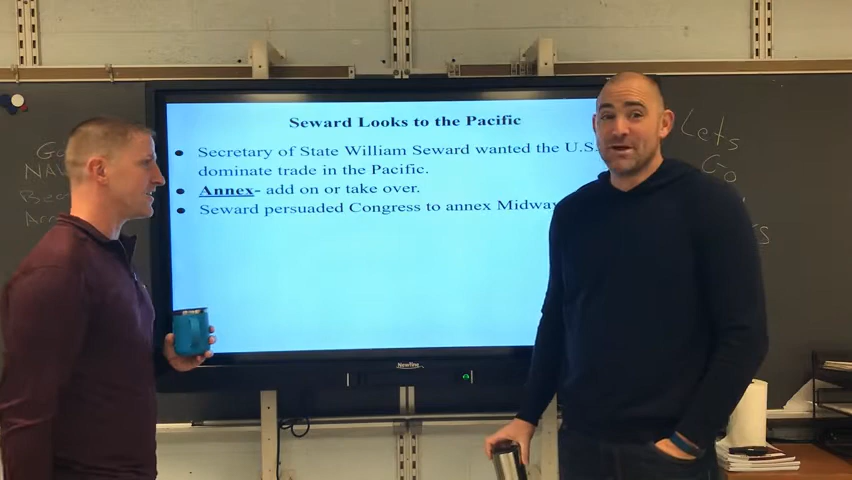 Seward Looks to the Pacific
Secretary of State William Seward wanted the U.S.
dominate trade in the Pacific.
Annex- add on or take over.
Seward persuaded Congress to annex Midway
Newline
Lets
Go